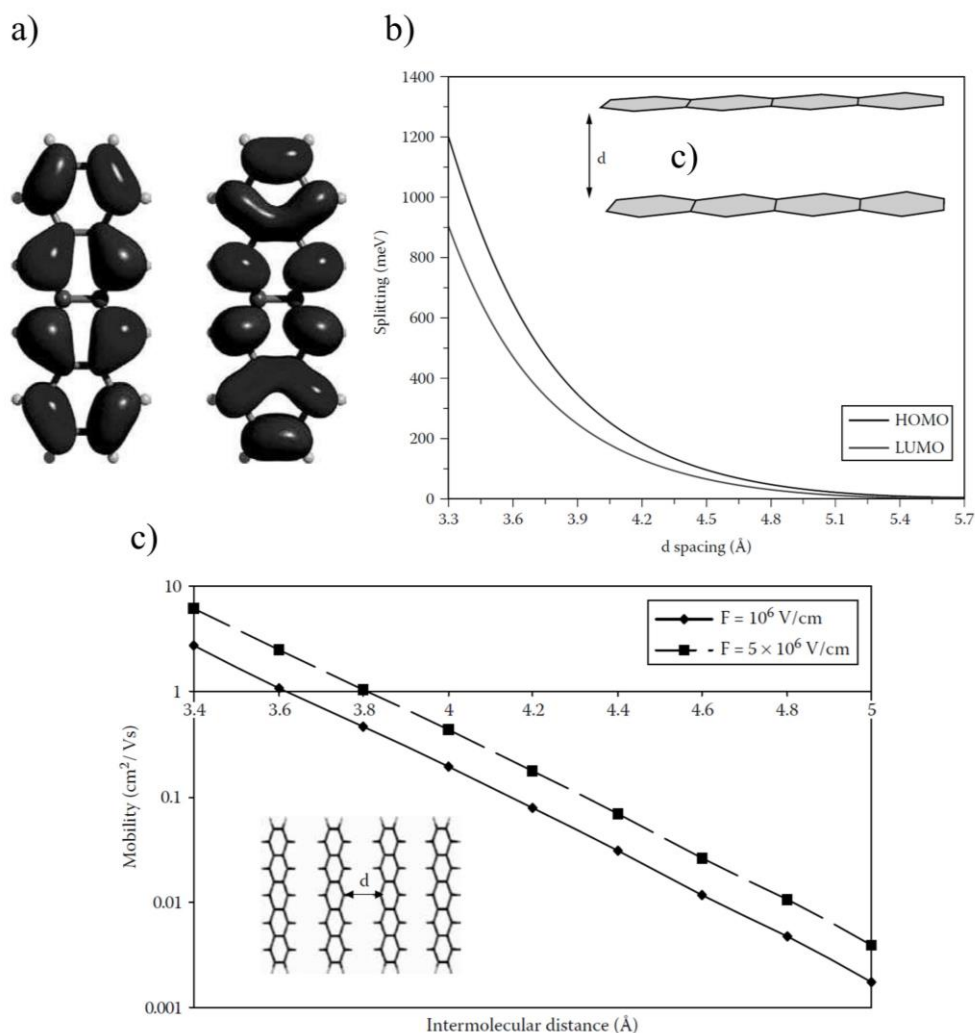 a)
b)
1400
1200
1000
800
600
400
200
0
Splitting (meV)
d
c)
HOMO
LUMO
3.3 3.6 3.9 4.2 4.5 4.8 5.1 5.4 5.7
d spacing (Å)
c)
10
1
0.1
0.01
0.001
Mobility (cm²/ Vs)
F = 10⁶ V/cm
F = 5 × 10⁶ V/cm
3.4 3.6 3.8 4 4.2 4.4 4.6 4.8 5
d
Intermolecular distance (Å)